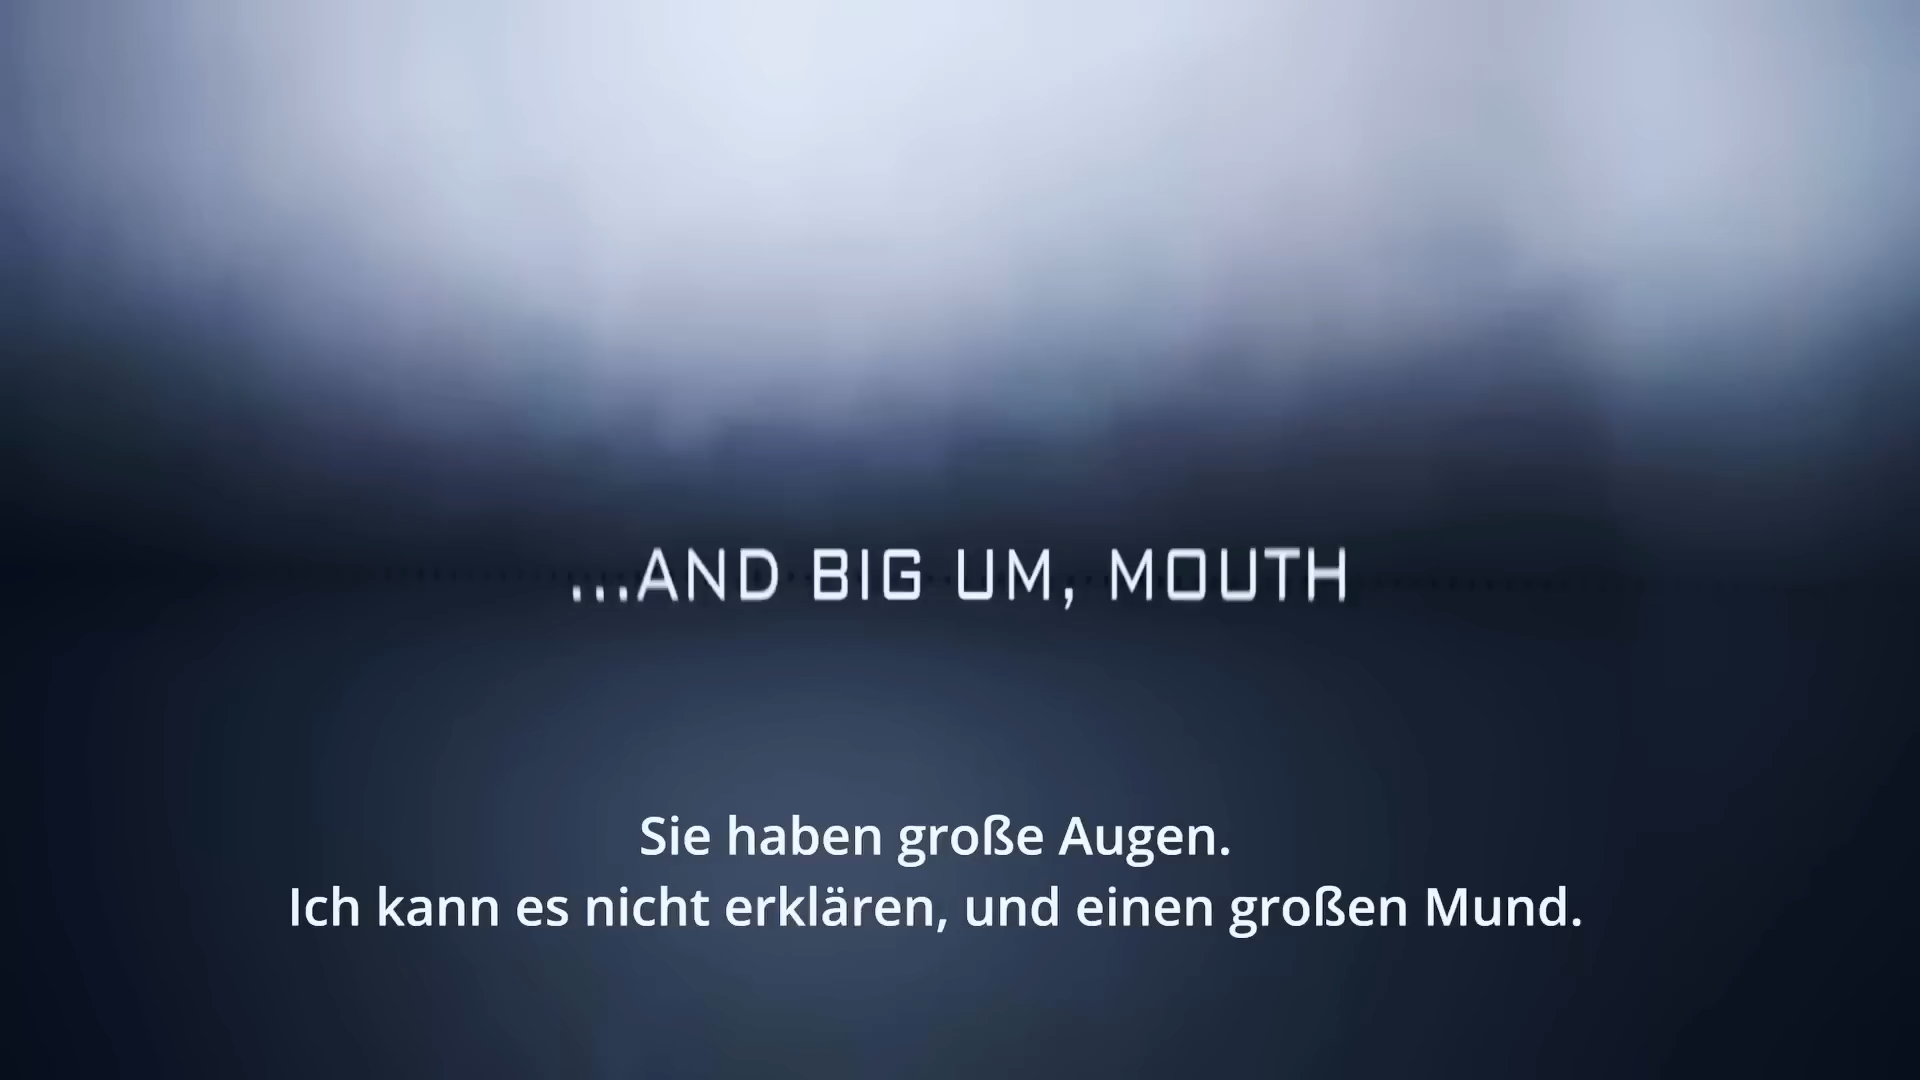 ...AND BIG UM, MOUTH
Sie haben große Augen.
Ich kann es nicht erklären, und einen großen Mund.